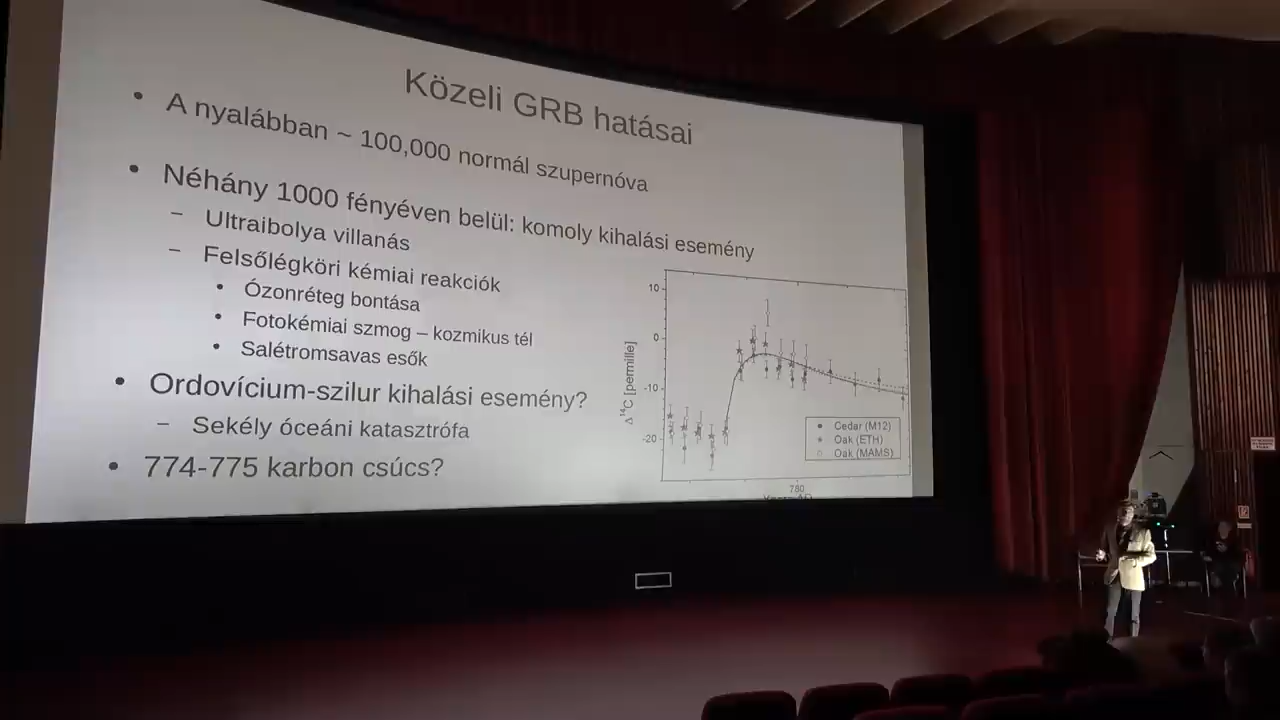 Közeli GRB hatásai
• A nyalábban ~ 100,000 normál szupernóva
• Néhány 1000 fényéven belül: komoly kihalási esemény
– Ultraibolya villanás
– Felsőlégköri kémiai reakciók
• Ózonréteg bontása
• Fotokémiai szmog – kozmikus tél
• Salétromsavas esők
• Ordovícium-szilur kihalási esemény?
– Sekély óceáni katasztrófa
• 774-775 karbon csúcs?
10
0
-10
-20
Δ¹⁴C [permille]
Cedar (M12)
Oak (ETH)
Oak (MAMS)
780